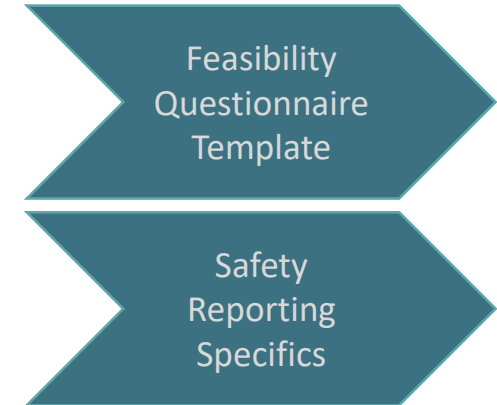 Feasibility
Questionnaire
Template
Safety
Reporting
Specifics